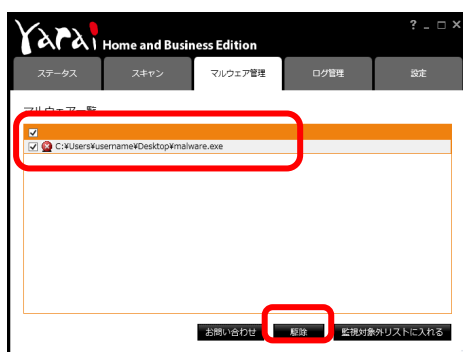 Yarai Home and Business Edition
ステータス スキャン マルウェア管理 ログ管理 設定
マルウェア一覧
C:¥Users¥username¥Desktop¥malware.exe
お問い合わせ 駆除 監視対象外リストに入れる